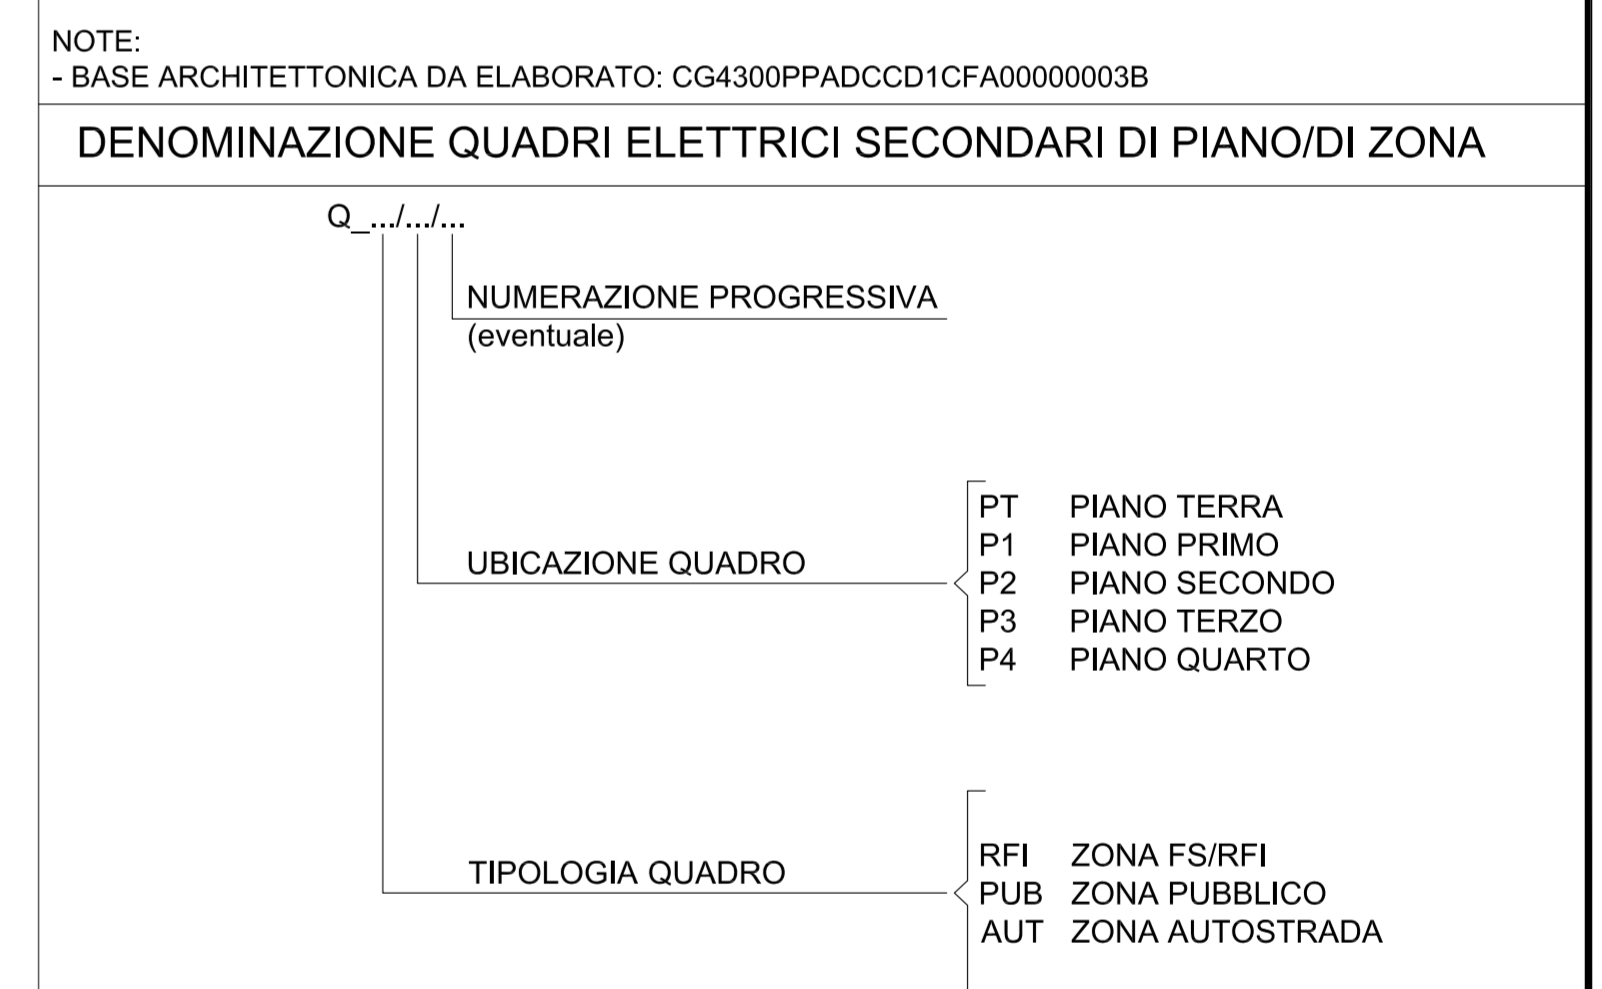 NOTE:
- BASE ARCHITETTONICA DA ELABORATO: CG4300PPADCCD1CFA00000003B
DENOMINAZIONE QUADRI ELETTRICI SECONDARI DI PIANO/DI ZONA
Q_.../.../...
NUMERAZIONE PROGRESSIVA
(eventuale)
UBICAZIONE QUADRO
PT PIANO TERRA
P1 PIANO PRIMO
P2 PIANO SECONDO
P3 PIANO TERZO
P4 PIANO QUARTO
TIPOLOGIA QUADRO
RFI ZONA FS/RFI
PUB ZONA PUBBLICO
AUT ZONA AUTOSTRADA